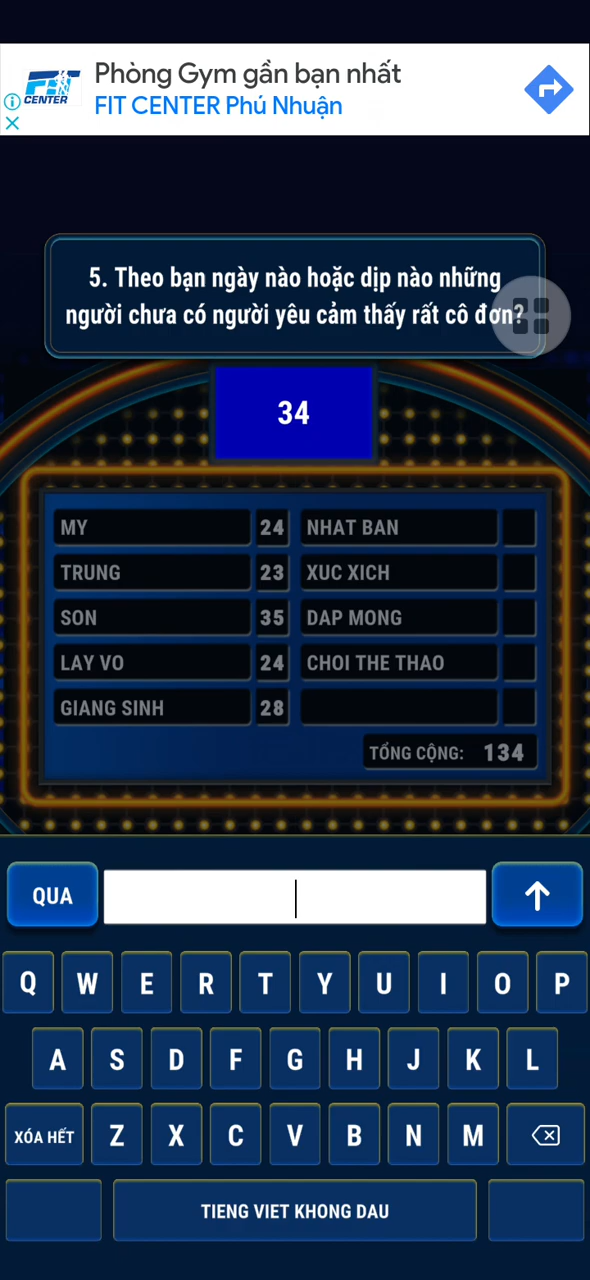 FIT
CENTER
Phòng Gym gần bạn nhất
FIT CENTER Phú Nhuận
5. Theo bạn ngày nào hoặc dịp nào những
người chưa có người yêu cảm thấy rất cô đơn?
34
MY 24 NHAT BAN
TRUNG 23 XUC XICH
SON 35 DAP MONG
LAY VO 24 CHOI THE THAO
GIANG SINH 28
TỔNG CỘNG: 134
QUA
Q W E R T Y U I O P
A S D F G H J K L
XÓA HẾT Z X C V B N M
TIENG VIET KHONG DAU